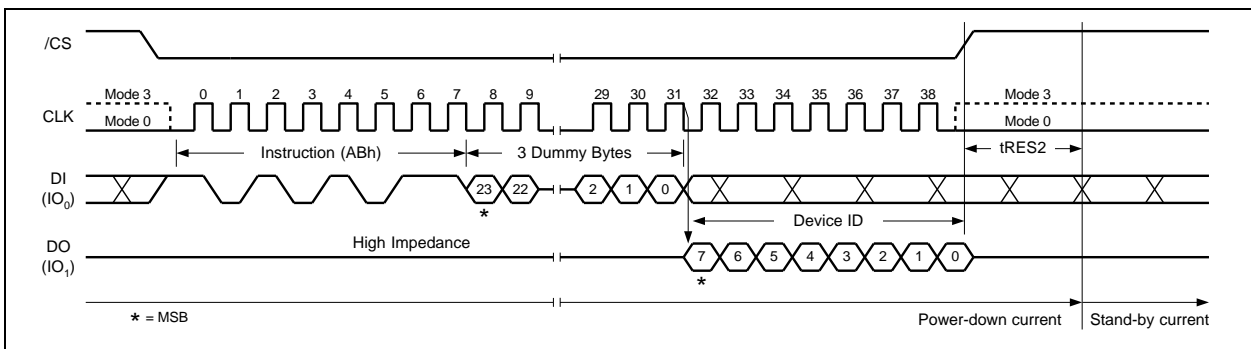 /CS
Mode 3 0 1 2 3 4 5 6 7 8 9 29 30 31 32 33 34 35 36 37 38 Mode 3
CLK Mode 0 Mode 0
Instruction (ABh) 3 Dummy Bytes tRES2
DI
(IO0) 23 22 2 1 0
* Device ID
DO High Impedance
(IO1) 7 6 5 4 3 2 1 0
*
* = MSB Power-down current Stand-by current